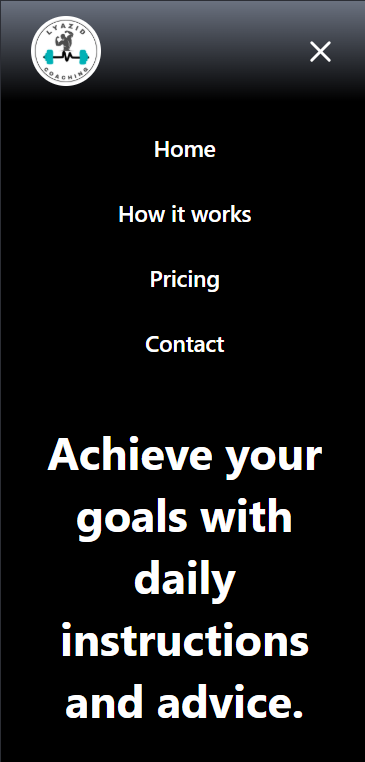 LYAZID
COACHING
Home
How it works
Pricing
Contact
Achieve your
goals with
daily
instructions
and advice.